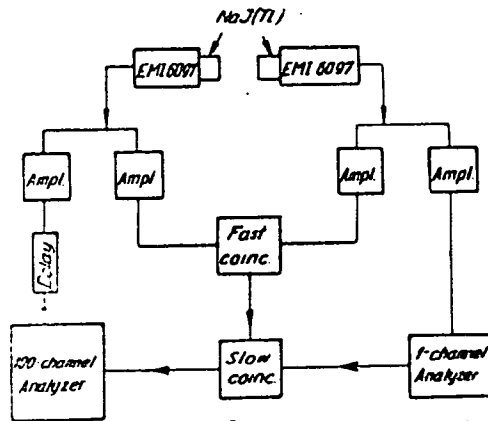 NaJ(Tl)
EMI 6097
EMI 6097
Ampl.
Ampl.
Ampl.
Ampl.
Delay
Fast
coinc.
100-channel
Analyzer
Slow
coinc.
1-channel
Analyzer